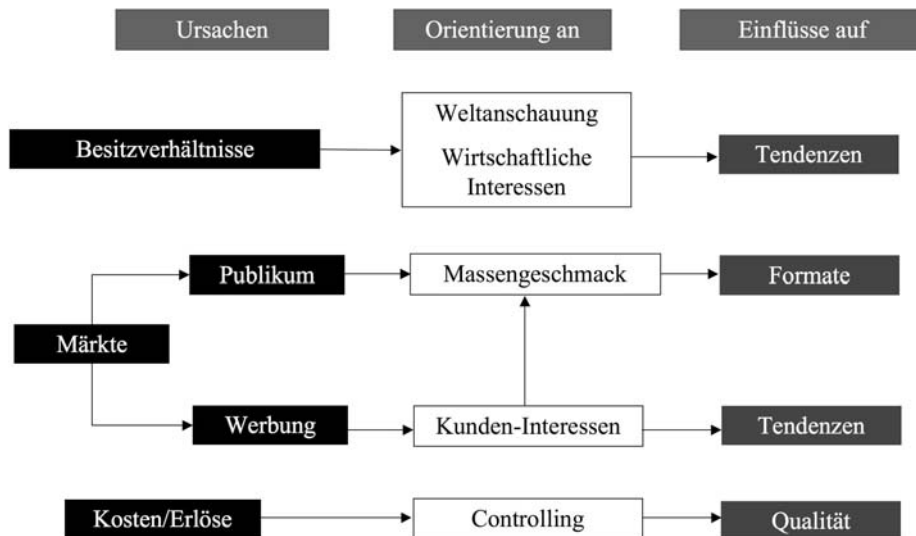 Ursachen
Orientierung an
Einflüsse auf
Besitzverhältnisse
Weltanschauung
Wirtschaftliche
Interessen
Tendenzen
Publikum
Massengeschmack
Formate
Märkte
Werbung
Kunden-Interessen
Tendenzen
Kosten/Erlöse
Controlling
Qualität